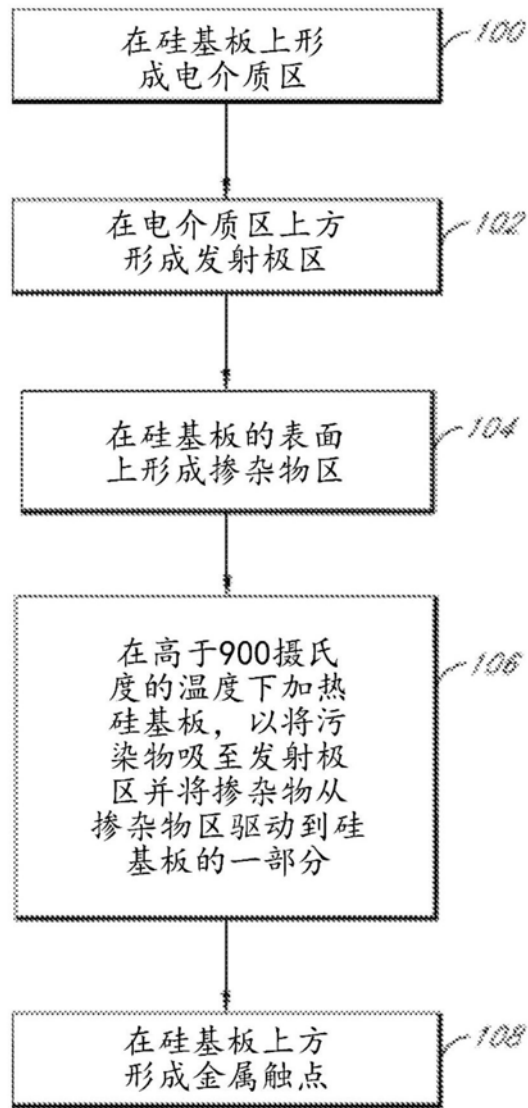 在硅基板上形
成电介质区
100
在电介质区上方
形成发射极区
102
在硅基板的表面
上形成掺杂物区
104
在高于900摄氏
度的温度下加热
硅基板，以将污
染物吸至发射极
区并将掺杂物从
掺杂物区驱动到硅
基板的一部分
106
在硅基板上方
形成金属触点
108